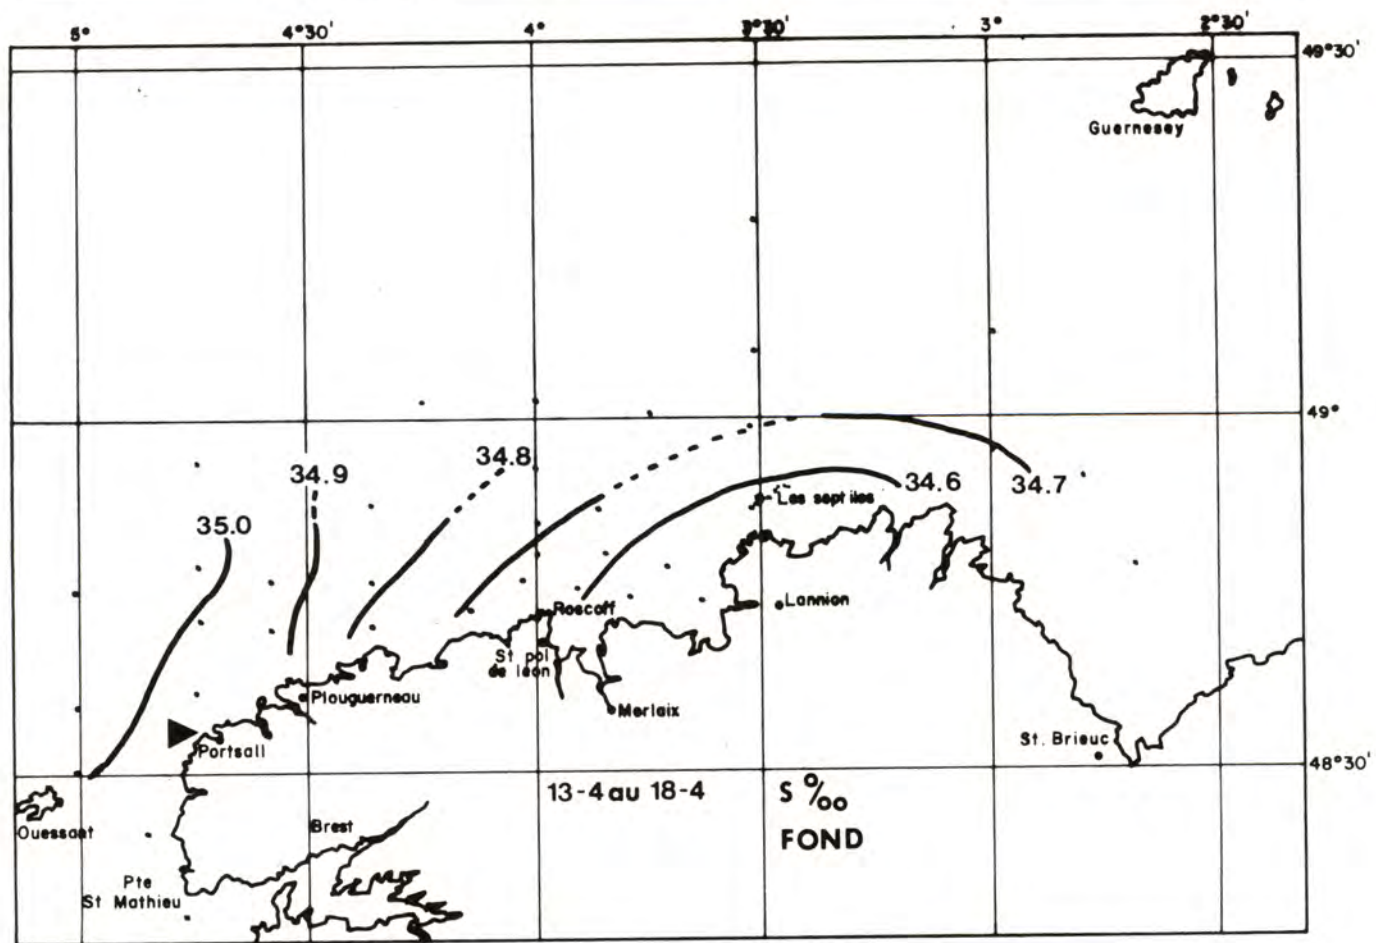 5°
4°30'
4°
3°30'
3°
2°30'
49°30'
Guernesey
49°
34.8
34.9
Les sept iles
34.6
34.7
35.0
Roscoff
Lannion
St pol
de léon
Plouguerneau
Morlaix
Portsall
St. Brieuc
48°30'
13-4 au 18-4
S ‰
FOND
Ouessant
Brest
Pte
St Mathieu